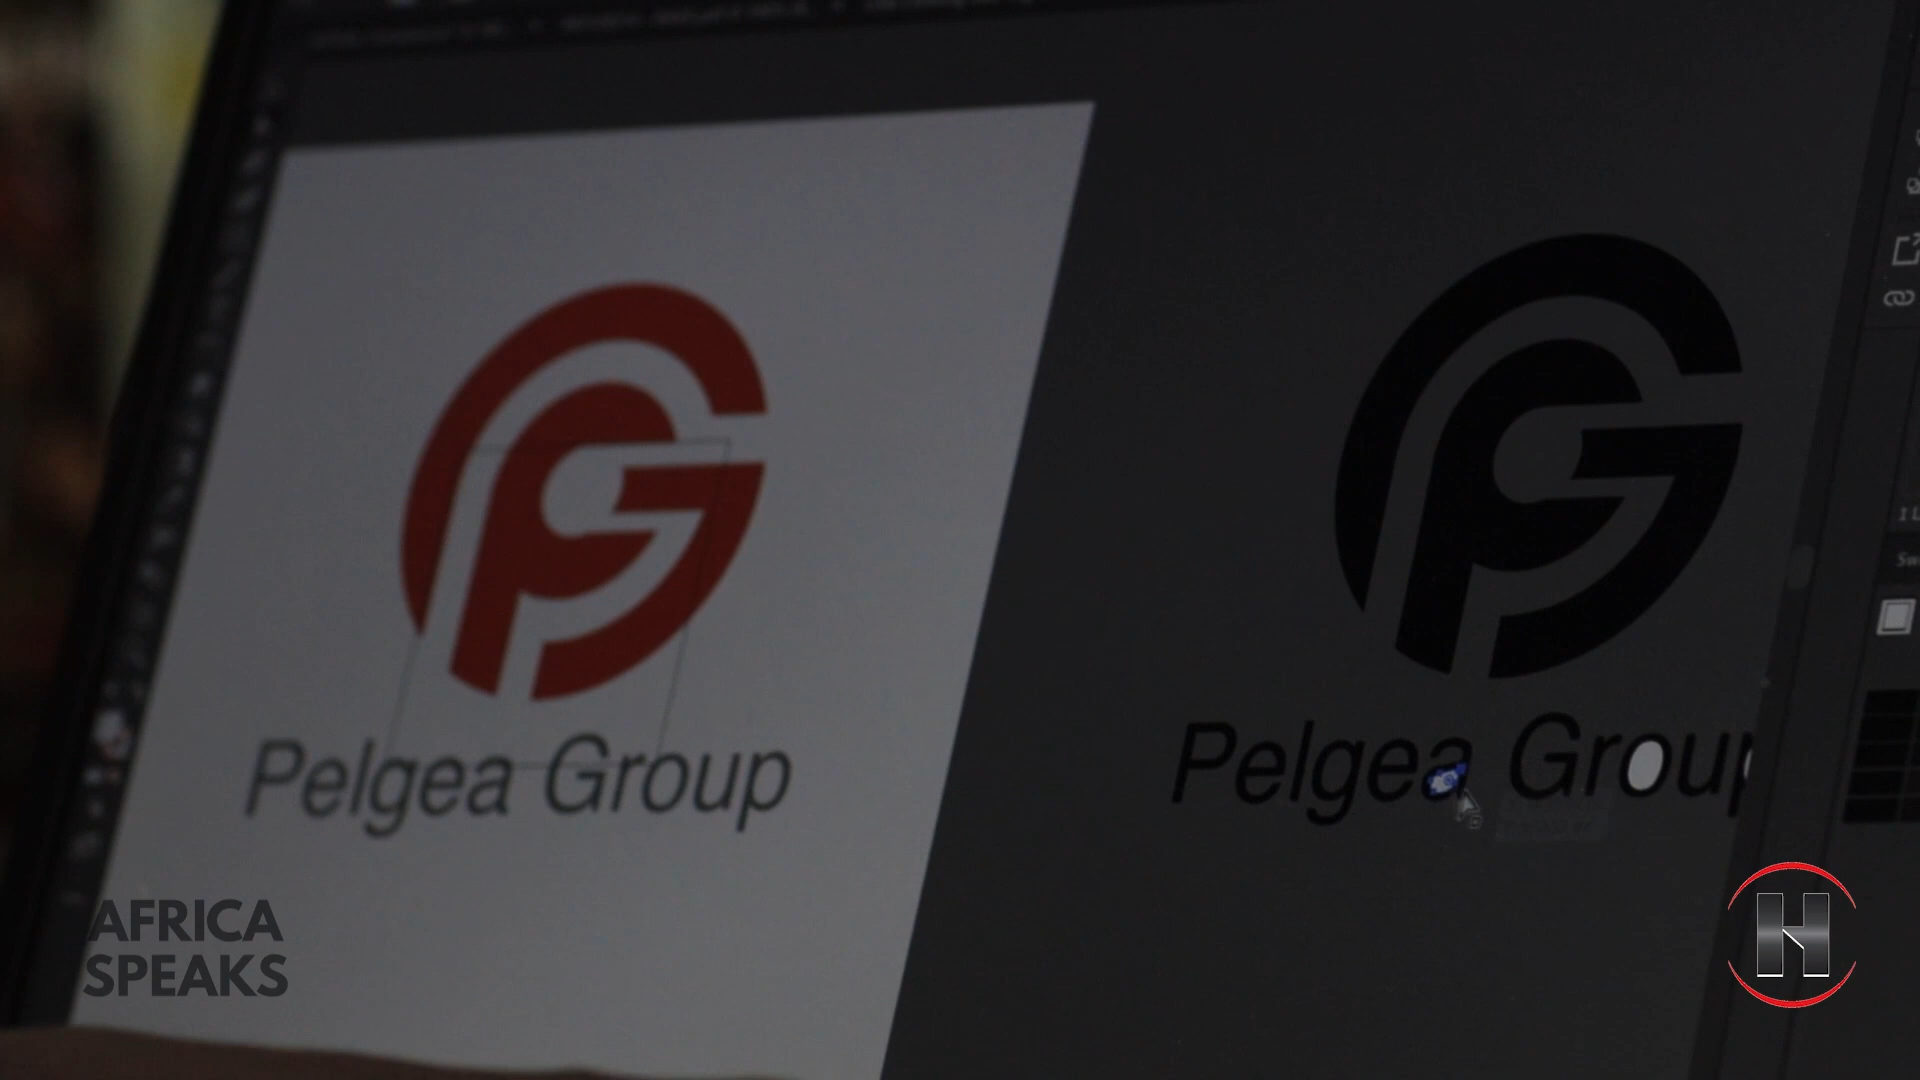 Pelgea Group
Pelgea Group
AFRICA
SPEAKS
H